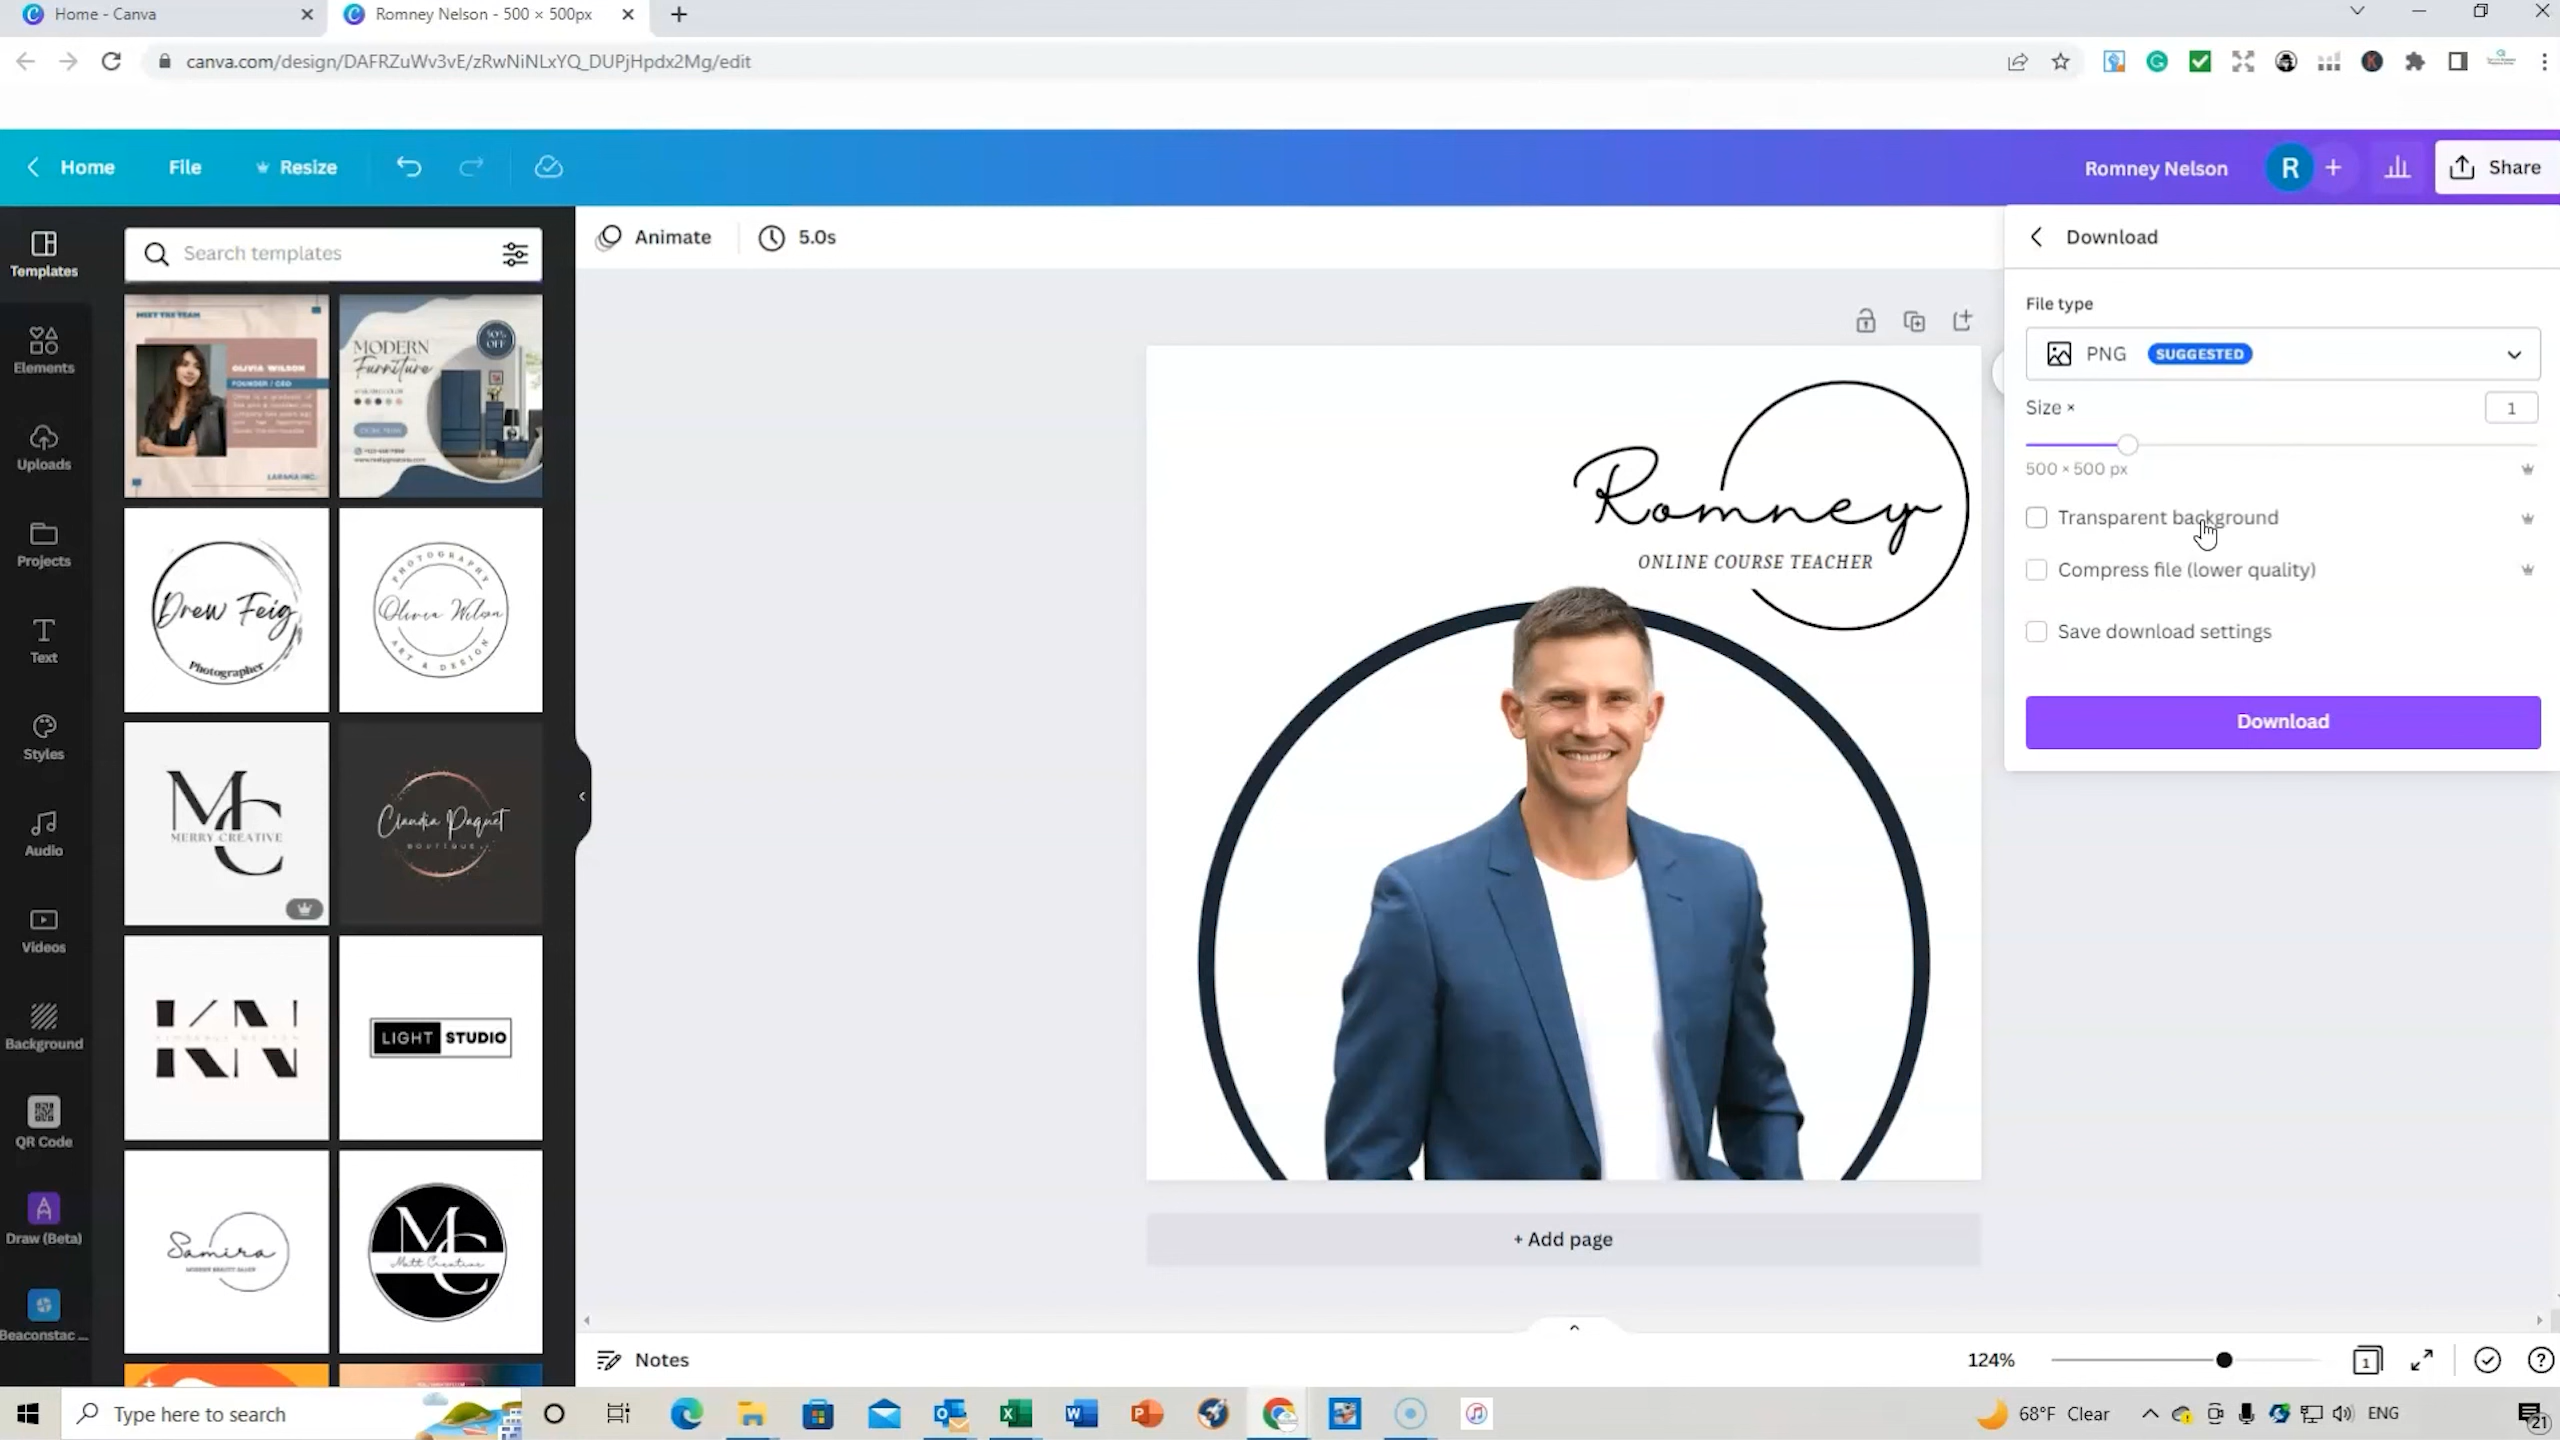 Home - Canva
Romney Nelson - 500 × 500px
canva.com/design/DAFRZuWv3vE/zRwNiNLxYQ_DUPjHpdx2Mg/edit
Home
File
Resize
Romney Nelson
R
Share
Templates
Elements
Uploads
Projects
Text
Styles
Audio
Videos
Background
QR Code
Draw (Beta)
Beaconstac ...
Search templates
MEET THE TEAM
OLIVIA WILSON
FOUNDER / CEO
LARANA INC.
MODERN
Furniture
50%
OFF
Drew Feig
Photographer
PHOTOGRAPHY
Olivia Wilson
ART & DESIGN
MC
MERRY CREATIVE
Claudia Paquet
BOUTIQUE
KN
LIGHT STUDIO
Samira
MODERN BEAUTY SALON
MC
Matt Creative
Animate
5.0s
Romney
ONLINE COURSE TEACHER
+ Add page
Download
File type
PNG SUGGESTED
Size ×
1
500 × 500 px
Transparent background
Compress file (lower quality)
Save download settings
Download
Notes
124%
1
Type here to search
68°F Clear
ENG
21